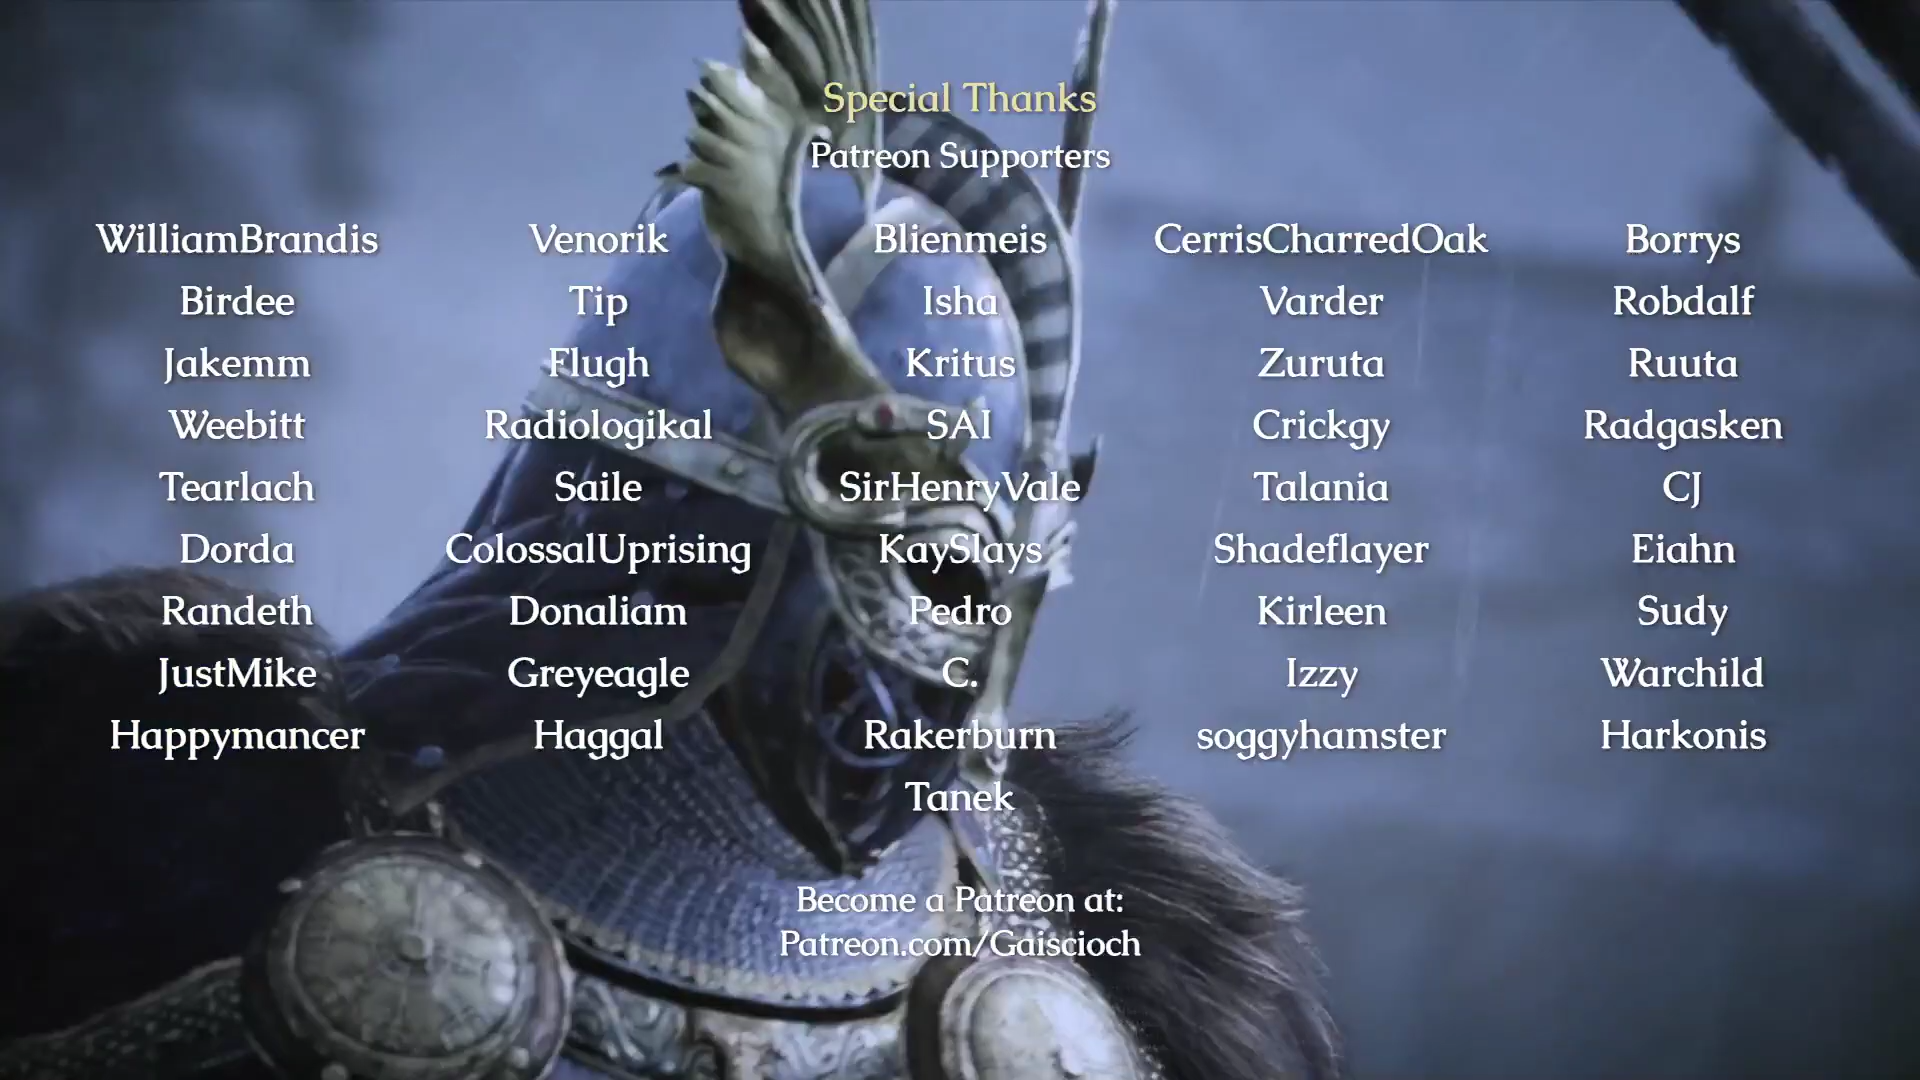 Special Thanks
Patreon Supporters
WilliamBrandis Venorik Blienmeis CerrisCharredOak Borrys
Birdee Tip Isha Varder Robdalf
Jakemm Flugh Kritus Zuruta Ruuta
Weebitt Radiologikal SAI Crickgy Radgasken
Tearlach Saile SirHenryVale Talania CJ
Dorda ColossalUprising KaySlays Shadeflayer Eiahn
Randeth Donaliam Pedro Kirleen Sudy
JustMike Greyeagle C. Izzy Warchild
Happymancer Haggal Rakerburn soggyhamster Harkonis
Tanek
Become a Patreon at:
Patreon.com/Gaiscioch